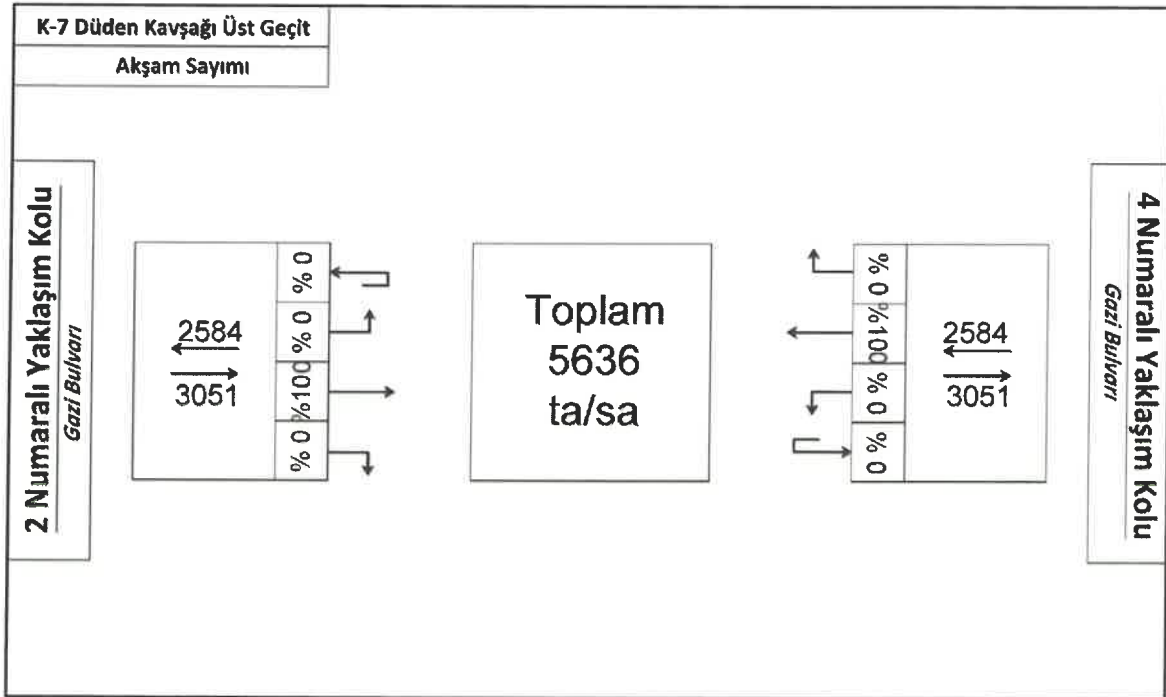 K-7 Düden Kavşağı Üst Geçit
Akşam Sayımı
2 Numaralı Yaklaşım Kolu
Gazi Bulvarı
2584
3051
% 0
% 0
%100
% 0
Toplam
5636
ta/sa
% 0
%100
% 0
% 0
2584
3051
4 Numaralı Yaklaşım Kolu
Gazi Bulvarı